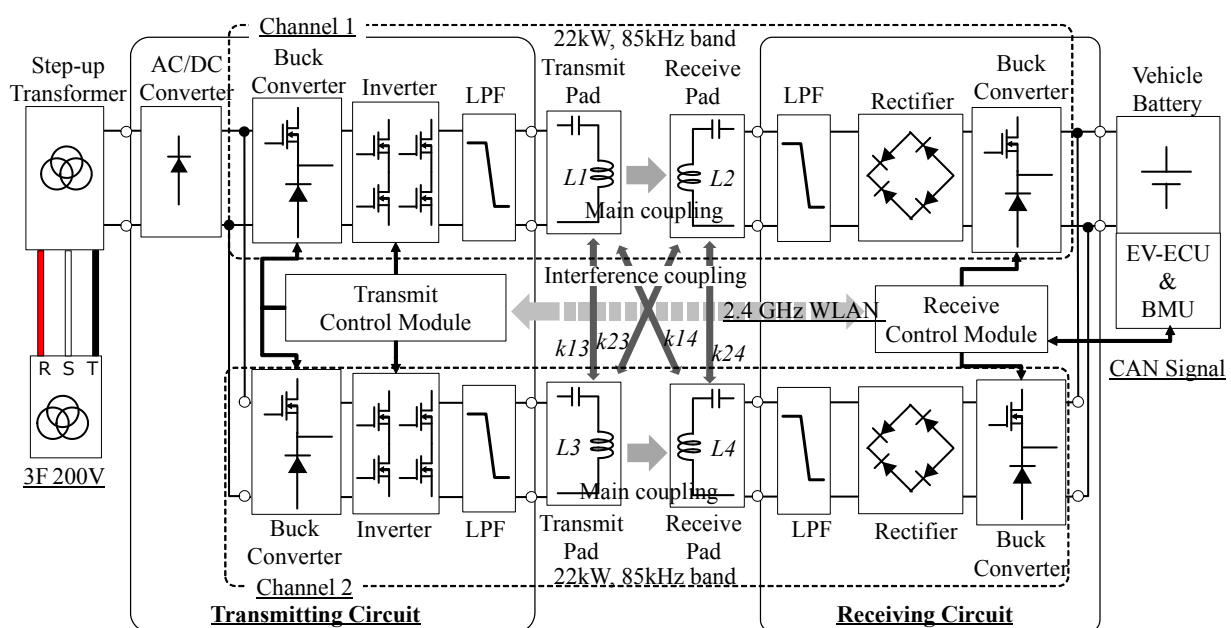 Channel 1
22kW, 85kHz band
Step-up
Transformer
AC/DC
Converter
Buck
Converter
Inverter
LPF
Transmit
Pad
Receive
Pad
LPF
Rectifier
Buck
Converter
Vehicle
Battery
L1
L2
Main coupling
Interference coupling
Transmit
Control Module
2.4 GHz WLAN
Receive
Control Module
EV-ECU
&
BMU
k13
k23
k14
k24
CAN Signal
R S T
3F 200V
L3
L4
Main coupling
Buck
Converter
Inverter
LPF
Transmit
Pad
Receive
Pad
LPF
Rectifier
Buck
Converter
22kW, 85kHz band
Channel 2
Transmitting Circuit
Receiving Circuit